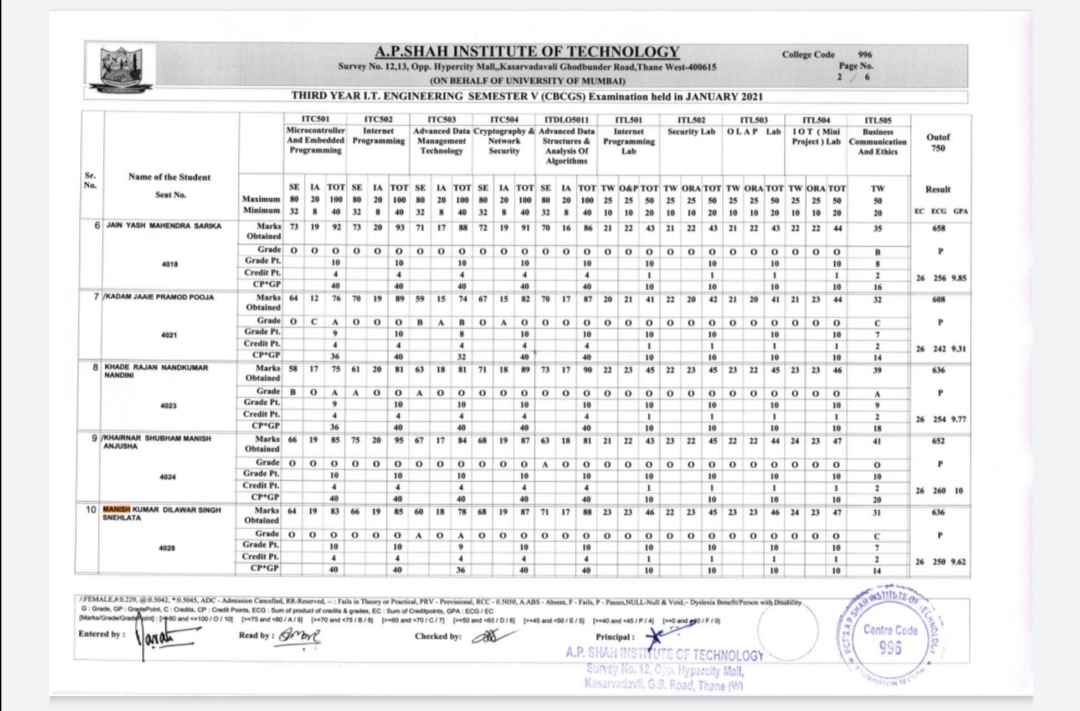 A.P.SHAH INSTITUTE OF TECHNOLOGY
College Code 996
Survey No. 12,13, Opp. Hypercity Mall,,Kasarvadavali Ghodbunder Road,Thane West-400615
Page No.
(ON BEHALF OF UNIVERSITY OF MUMBAI)
2 / 6
THIRD YEAR I.T. ENGINEERING SEMESTER V (CBCGS) Examination held in JANUARY 2021
Sr. No.
Name of the Student
Seat No.
ITC501 Microcontroller And Embedded Programming
ITC502 Internet Programming
ITC503 Advanced Data Management Technology
ITC504 Cryptography & Network Security
ITDLO5011 Advanced Data Structures & Analysis Of Algorithms
ITL501 Internet Programming Lab
ITL502 Security Lab
ITL503 O L A P Lab
ITL504 I O T ( Mini Project ) Lab
ITL505 Business Communication And Ethics
Outof 750
SE IA TOT SE IA TOT SE IA TOT SE IA TOT SE IA TOT TW O&P TOT TW ORA TOT TW ORA TOT TW ORA TOT TW Result
Maximum 80 20 100 80 20 100 80 20 100 80 20 100 80 20 100 25 25 50 25 25 50 25 25 50 25 25 50 50
Minimum 32 8 40 32 8 40 32 8 40 32 8 40 32 8 40 10 10 20 10 10 20 10 10 20 10 10 20 20 EC ECG GPA
6 JAIN YASH MAHENDRA SARIKA
4018
Marks Obtained 73 19 92 73 20 93 71 17 88 72 19 91 70 16 86 21 22 43 21 22 43 21 22 43 22 22 44 35 658
Grade O O O O O O O O O O O O O O O O O O O O O O O O O O O B P
Grade Pt. 10 10 10 10 10 10 10 10 10 8
Credit Pt. 4 4 4 4 4 1 1 1 1 2 26 256 9.85
CP*GP 40 40 40 40 40 10 10 10 10 16
7 /KADAM JAAIE PRAMOD POOJA
4021
Marks Obtained 64 12 76 70 19 89 59 15 74 67 15 82 70 17 87 20 21 41 22 20 42 21 20 41 21 23 44 32 608
Grade O C A O O O B A B O A O O O O O O O O O O O O O O O O C P
Grade Pt. 9 10 8 10 10 10 10 10 10 7
Credit Pt. 4 4 4 4 4 1 1 1 1 2
CP*GP 36 40 32 40 40 10 10 10 10 14 26 242 9.31
8 KHADE RAJAN NANDKUMAR NANDINI
4023
Marks Obtained 58 17 75 61 20 81 63 18 81 71 18 89 73 17 90 22 23 45 22 23 45 23 22 45 23 23 46 39 636
Grade B O A A O O A O O O O O O O O O O O O O O O O O O O O A P
Grade Pt. 9 10 10 10 10 10 10 10 10 9
Credit Pt. 4 4 4 4 4 1 1 1 1 2
CP*GP 36 40 40 40 40 10 10 10 10 18 26 254 9.77
9 /KHAIRNAR SHUBHAM MANISH ANJUSHA
4024
Marks Obtained 66 19 85 75 20 95 67 17 84 68 19 87 63 18 81 21 22 43 23 22 45 22 22 44 24 23 47 41 652
Grade O O O O O O O O O O O O A O O O O O O O O O O O O O O O P
Grade Pt. 10 10 10 10 10 10 10 10 10 10
Credit Pt. 4 4 4 4 4 1 1 1 1 2
CP*GP 40 40 40 40 40 10 10 10 10 20 26 260 10
10 MANISH KUMAR DILAWAR SINGH SNEHLATA
4028
Marks Obtained 64 19 83 66 19 85 60 18 78 68 19 87 71 17 88 23 23 46 22 23 45 23 23 46 24 23 47 31 636
Grade O O O O O O A O A O O O O O O O O O O O O O O O O O O C P
Grade Pt. 10 10 9 10 10 10 10 10 10 7
Credit Pt. 4 4 4 4 4 1 1 1 1 2
CP*GP 40 40 36 40 40 10 10 10 10 14 26 250 9.62
/:FEMALE,# 0.229, @:0.5042, *:0.5045, ADC - Admission Cancelled, RR-Reserved, -- : Fails in Theory or Practical, PRV - Provisional, RCC - 0.5050, A.ABS - Absent, F - Fails, P - Passes,NULL-Null & Void,~ Dyslexia Benefit/Person with Disability
G : Grade, GP : GradePoint, C : Credits, CP : Credit Points, ECG : Sum of product of credits & grades, EC : Sum of Creditpoints, GPA : ECG / EC
[Marks/Grade/Grade Point] : [>=80 and <=100 / O / 10] [>=75 and <80 / A / 9] [>=70 and <75 / B / 8] [>=60 and <70 / C / 7] [>=50 and <60 / D / 6] [>=45 and <50 / E / 5] [>=40 and <45 / P / 4] [>=0 and <40 / F / 0]
Entered by :
Read by :
Checked by:
Principal :
A.P. SHAH INSTITUTE OF TECHNOLOGY
Survey No. 12, Opp. Hypercity Mall,
Kasarvadavli, G.B. Road, Thane (W)
PCT'S A.P. SHAH INSTITUTE OF TECHNOLOGY
Centre Code
996
EXAMINATION SECTION